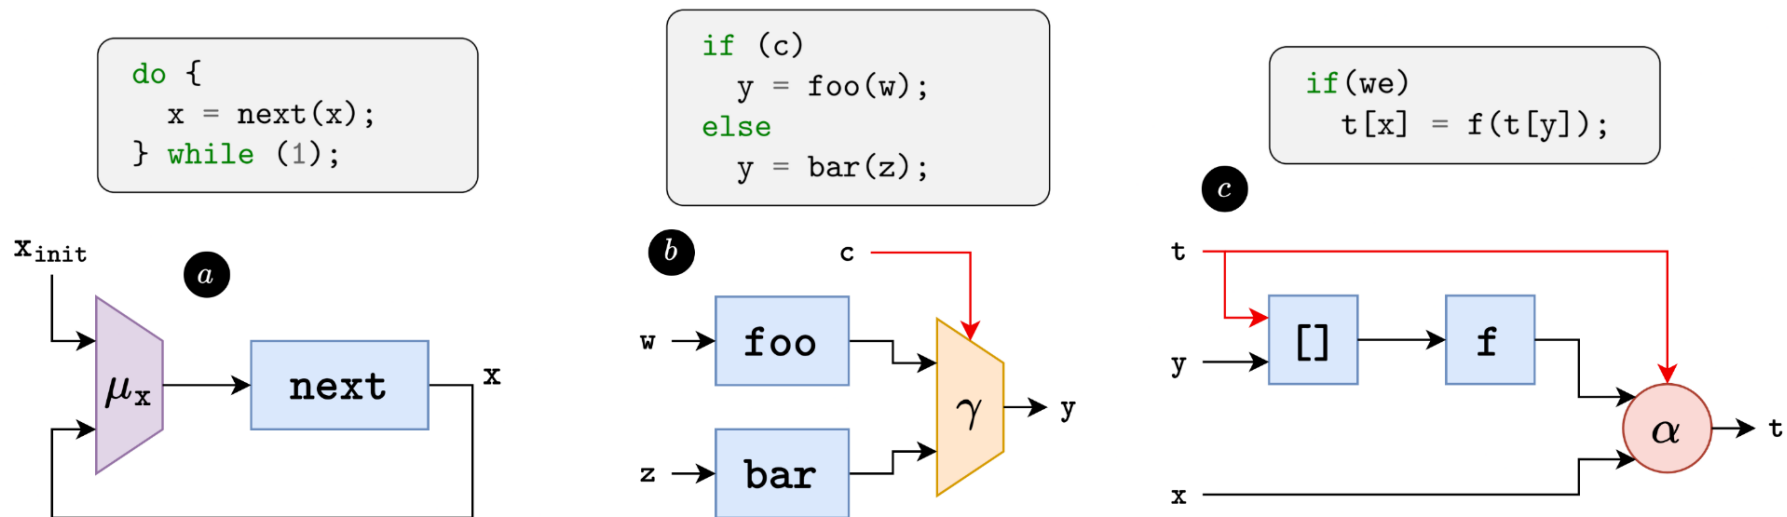 do {
  x = next(x);
} while (1);
x_init
a
μ_x
next
x
if (c)
  y = foo(w);
else
  y = bar(z);
b
c
w
foo
z
bar
γ
y
if(we)
  t[x] = f(t[y]);
c
t
y
[]
f
α
t
x